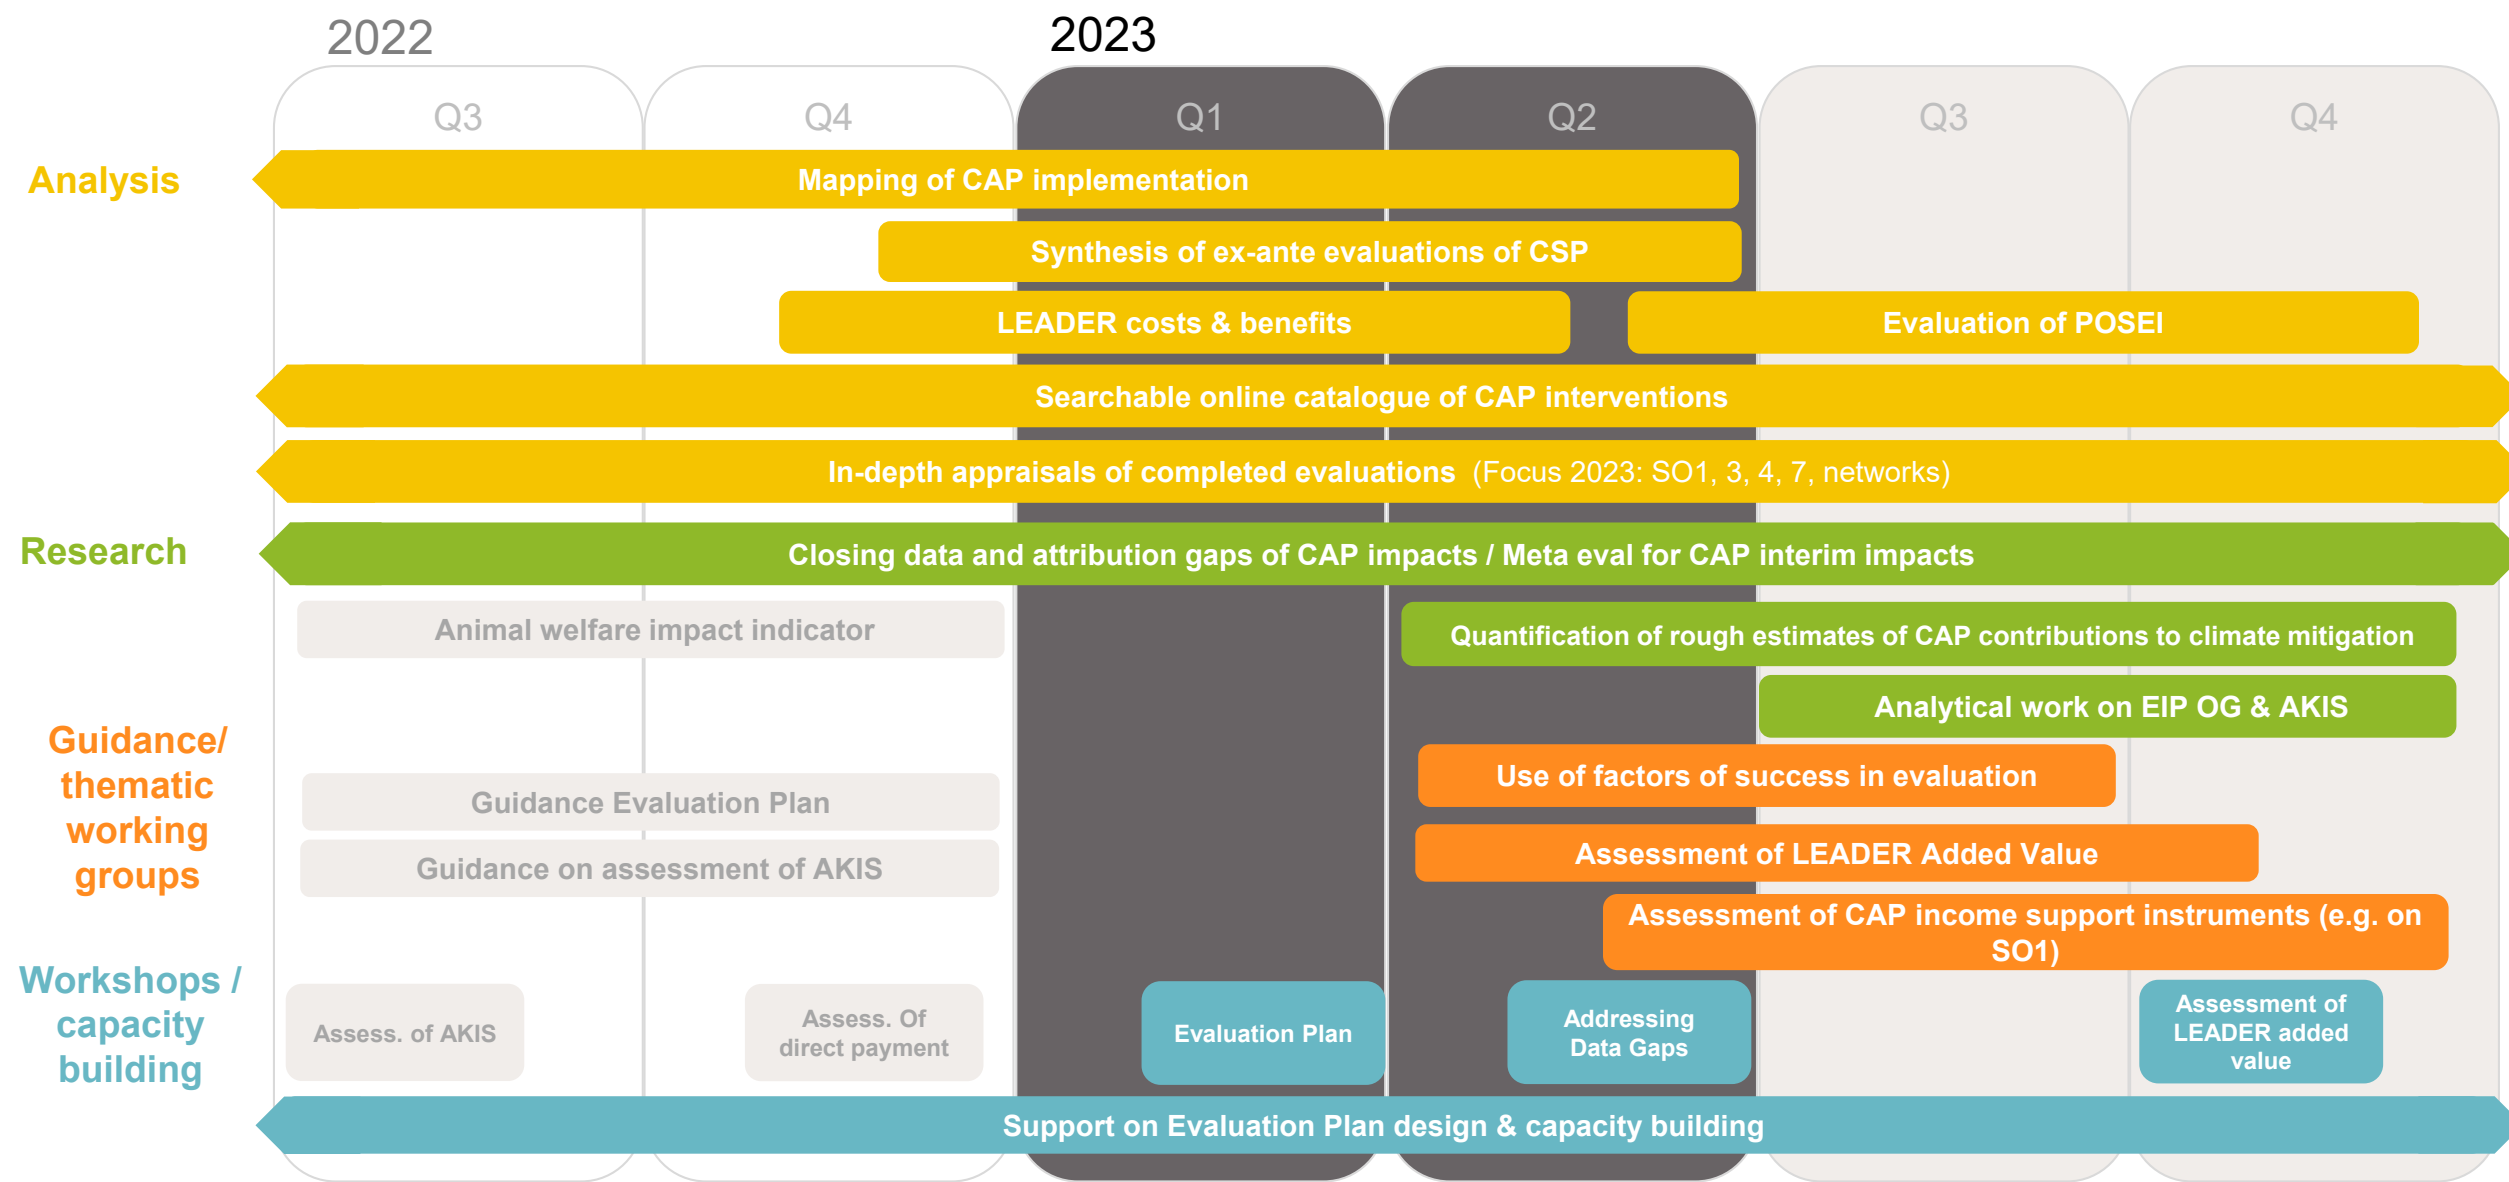 2022
2023
Q3
Q4
Q1
Q2
Q3
Q4
Analysis
Mapping of CAP implementation
Synthesis of ex-ante evaluations of CSP
LEADER costs & benefits
Evaluation of POSEI
Searchable online catalogue of CAP interventions
In-depth appraisals of completed evaluations (Focus 2023: SO1, 3, 4, 7, networks)
Research
Closing data and attribution gaps of CAP impacts / Meta eval for CAP interim impacts
Animal welfare impact indicator
Quantification of rough estimates of CAP contributions to climate mitigation
Analytical work on EIP OG & AKIS
Guidance/
thematic
working
groups
Use of factors of success in evaluation
Guidance Evaluation Plan
Assessment of LEADER Added Value
Guidance on assessment of AKIS
Assessment of CAP income support instruments (e.g. on
SO1)
Workshops /
capacity
building
Assess. of AKIS
Assess. Of
direct payment
Evaluation Plan
Addressing
Data Gaps
Assessment of
LEADER added
value
Support on Evaluation Plan design & capacity building